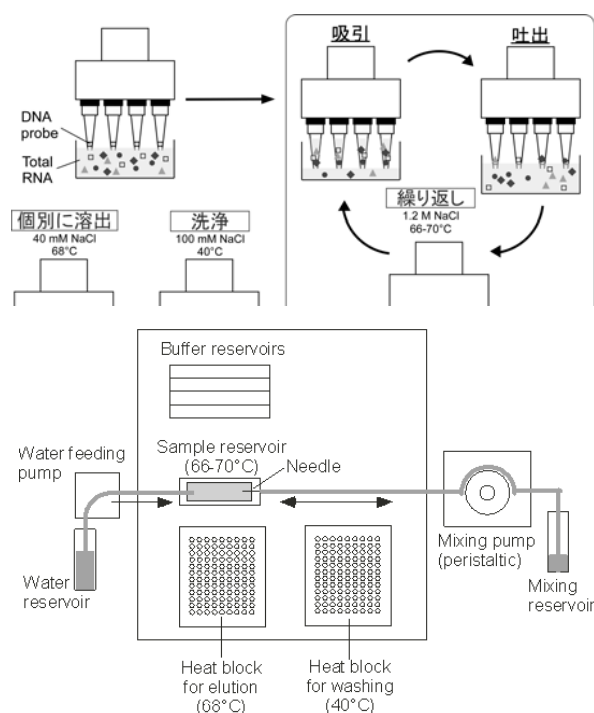 吸引
吐出
DNA
probe
Total
RNA
繰り返し
1.2 M NaCl
66-70°C
個別に溶出
40 mM NaCl
68°C
洗浄
100 mM NaCl
40°C
Buffer reservoirs
Water feeding
pump
Sample reservoir
(66-70°C)
Needle
Water
reservoir
Mixing pump
(peristaltic)
Mixing
reservoir
Heat block
for elution
(68°C)
Heat block
for washing
(40°C)